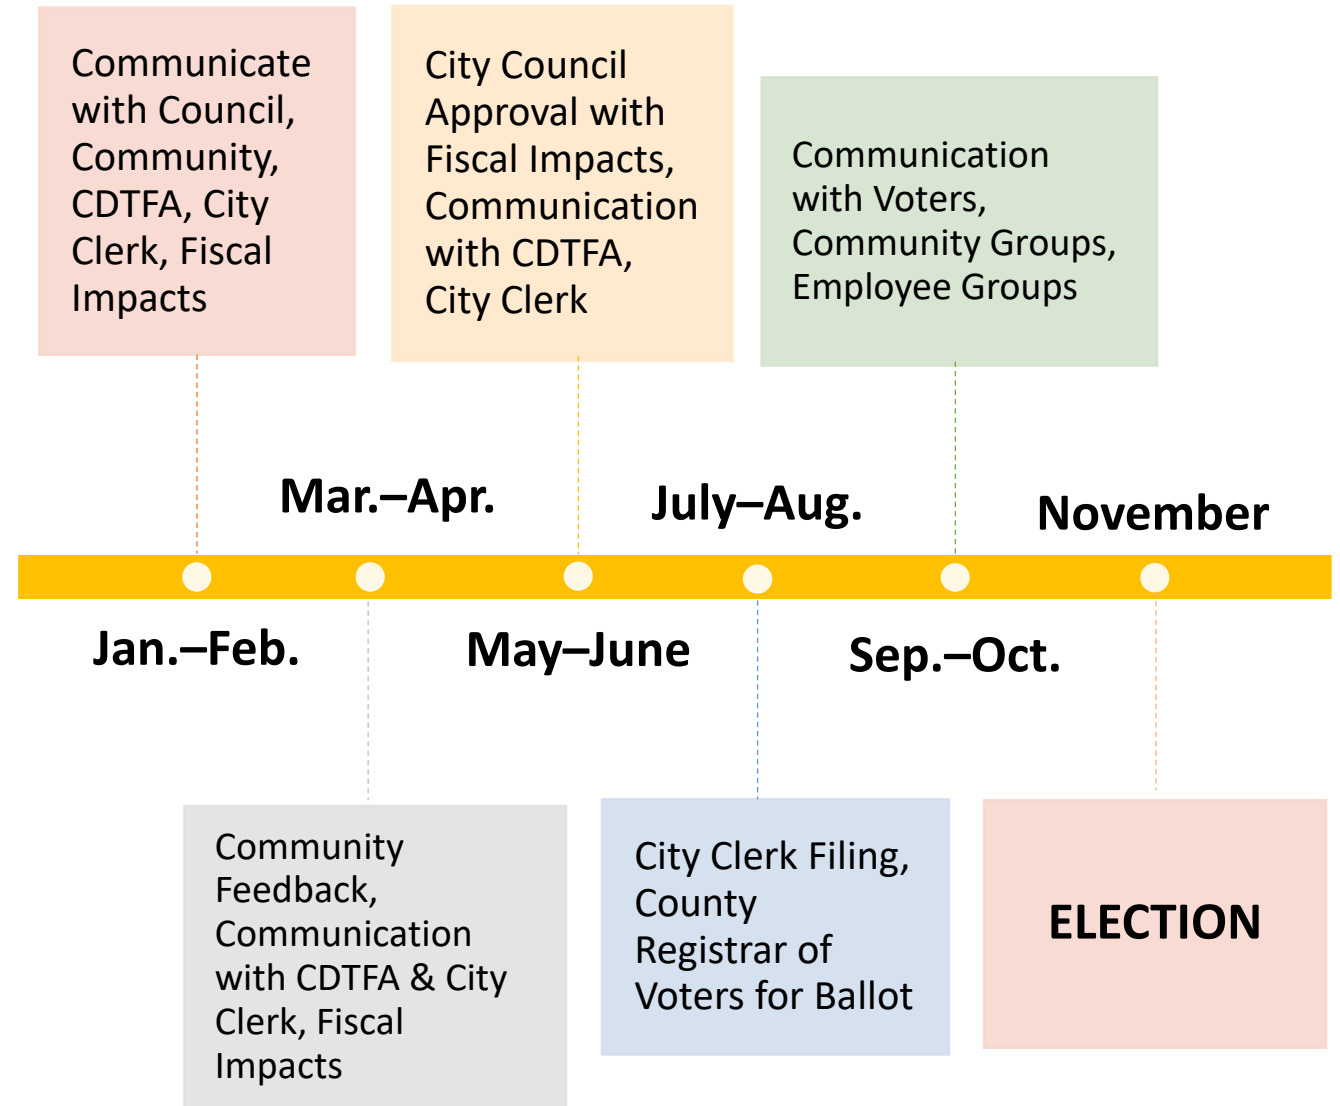 Communicate
with Council,
Community,
CDTFA, City
Clerk, Fiscal
Impacts
City Council
Approval with
Fiscal Impacts,
Communication
with CDTFA,
City Clerk
Communication
with Voters,
Community Groups,
Employee Groups
Mar.–Apr.
July–Aug.
November
Jan.–Feb.
May–June
Sep.–Oct.
Community
Feedback,
Communication
with CDTFA & City
Clerk, Fiscal
Impacts
City Clerk Filing,
County
Registrar of
Voters for Ballot
ELECTION